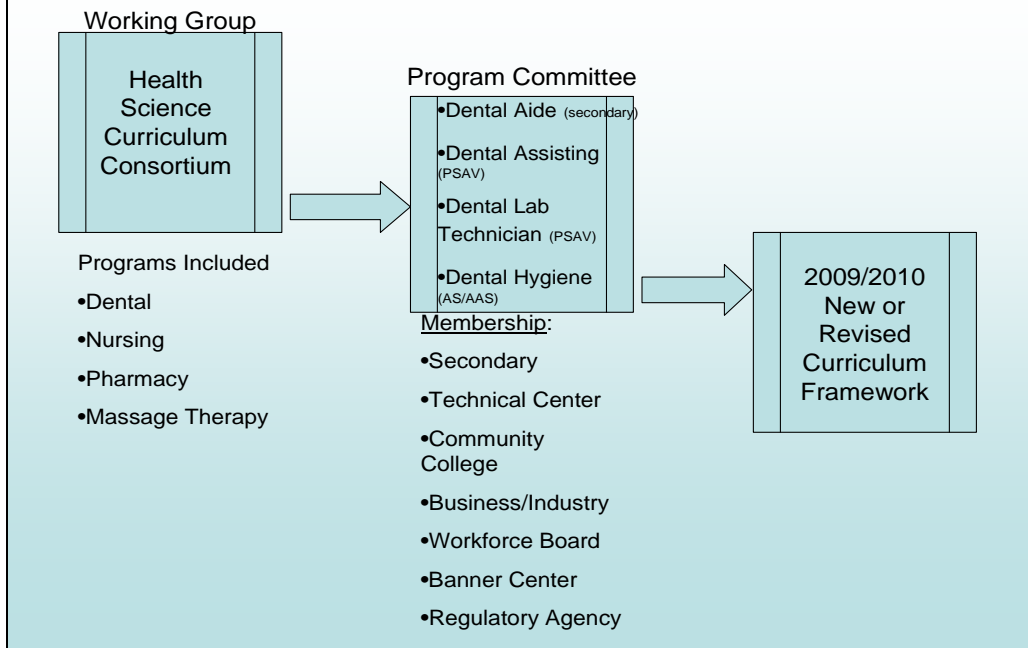 Working Group
Health
Science
Curriculum
Consortium
Programs Included
•Dental
•Nursing
•Pharmacy
•Massage Therapy
Program Committee
•Dental Aide (secondary)
•Dental Assisting
(PSAV)
•Dental Lab
Technician (PSAV)
•Dental Hygiene
(AS/AAS)
Membership:
•Secondary
•Technical Center
•Community
College
•Business/Industry
•Workforce Board
•Banner Center
•Regulatory Agency
2009/2010
New or
Revised
Curriculum
Framework